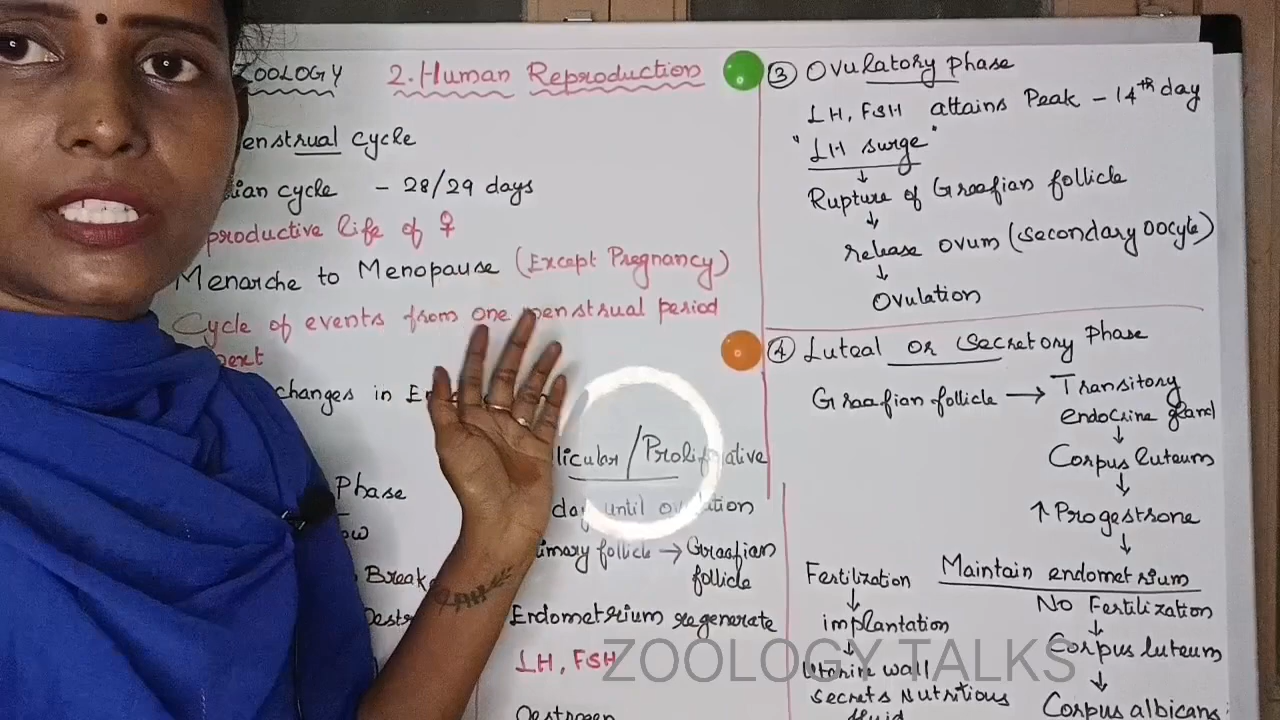 ZOOLOGY 2. Human Reproduction
enstrual cycle
ian cycle - 28/29 days
productive life of ♀
Menarche to Menopause (Except Pregnancy)
Cycle of events from one menstrual period
next
changes in
licular/Proliferative
Phase
day until ovulation
ow
imary follicle → Graafian
follicle
Break
Oestr
Endometrium regenerate
LH, FSH
Oestrogen
③ Ovulatory phase
LH, FSH attains Peak - 14th day
"LH surge"
↓
Rupture of Graafian follicle
↓
release ovum (secondary oocyte)
↓
Ovulation
④ Luteal or Secretory Phase
Graafian follicle → Transitory
endocrine gland
↓
Corpus luteum
↓
↑ Progestrone
↓
Maintain endometrium
Fertilization
↓
implantation
↓
Uterine wall
secrets Nutritious
fluid
No Fertilization
↓
Corpus luteum
↓
Corpus albicans
ZOOLOGY TALKS